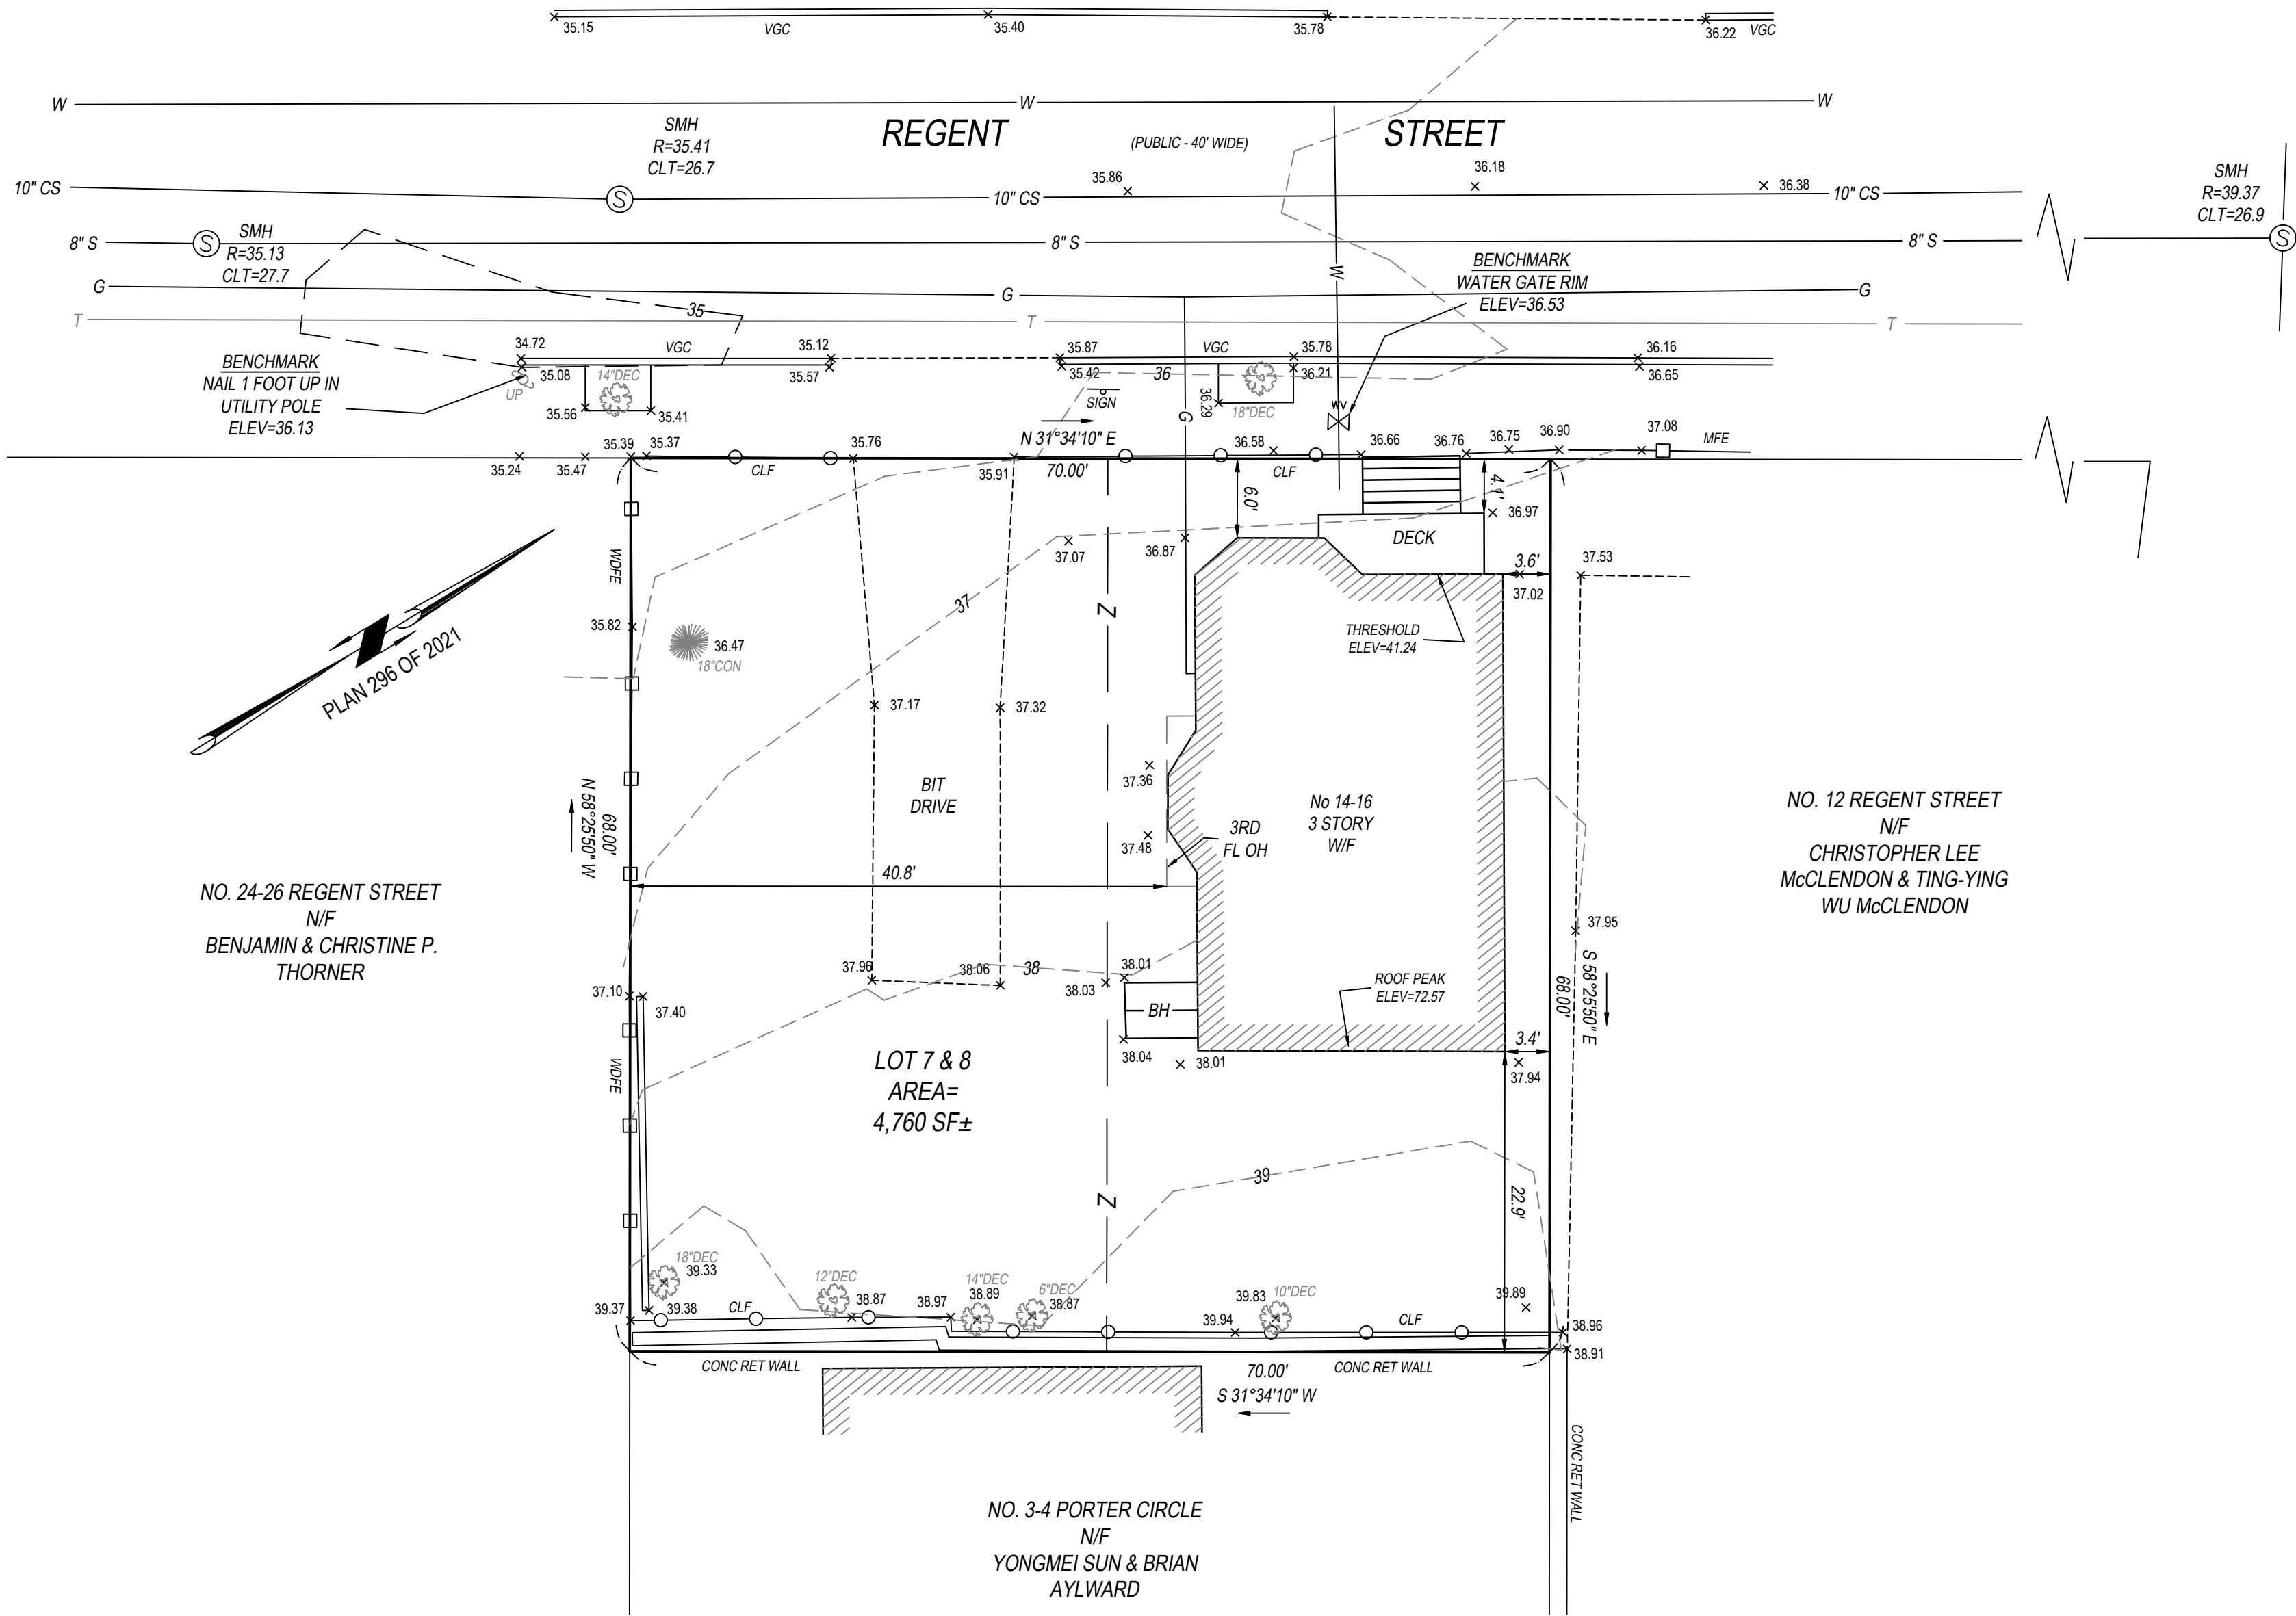 35.15
VGC
35.40
35.78
36.22
VGC
W
W
W
SMH
R=35.41
CLT=26.7
REGENT
(PUBLIC - 40' WIDE)
STREET
35.86
36.18
36.38
SMH
R=39.37
CLT=26.9
10" CS
S
10" CS
10" CS
8" S
S
SMH
R=35.13
CLT=27.7
8" S
8" S
S
W
BENCHMARK
WATER GATE RIM
ELEV=36.53
G
G
G
35
T
T
T
34.72
VGC
35.12
35.87
VGC
35.78
36.16
BENCHMARK
NAIL 1 FOOT UP IN
UTILITY POLE
ELEV=36.13
UP
35.08
14"DEC
35.57
35.42
36
36.21
36.65
35.56
35.41
SIGN
G
36.29
18"DEC
WV
35.39
35.37
35.76
N 31°34'10" E
36.58
36.66
36.76
36.75
36.90
37.08
MFE
35.24
35.47
CLF
35.91
70.00'
CLF
6.0'
4.1'
36.97
DECK
37.07
36.87
3.6'
37.53
WDFE
37.02
PLAN 296 OF 2021
35.82
36.47
18"CON
37
Z
THRESHOLD
ELEV=41.24
37.17
37.32
N 58°25'50" W
68.00'
BIT
DRIVE
37.36
37.48
3RD
FL OH
No 14-16
3 STORY
W/F
NO. 12 REGENT STREET
N/F
CHRISTOPHER LEE
McCLENDON & TING-YING
WU McCLENDON
40.8'
NO. 24-26 REGENT STREET
N/F
BENJAMIN & CHRISTINE P.
THORNER
37.95
37.96
38.06
38
38.01
38.03
BH
ROOF PEAK
ELEV=72.57
S 58°25'50" E
68.00'
37.10
37.40
3.4'
38.04
38.01
37.94
WDFE
LOT 7 & 8
AREA=
4,760 SF±
39
Z
22.9'
18"DEC
39.33
12"DEC
14"DEC
6"DEC
10"DEC
39.37
39.38
CLF
38.87
38.97
38.89
38.87
39.83
39.94
39.89
CLF
38.96
38.91
CONC RET WALL
70.00'
S 31°34'10" W
CONC RET WALL
CONC RET WALL
NO. 3-4 PORTER CIRCLE
N/F
YONGMEI SUN & BRIAN
AYLWARD